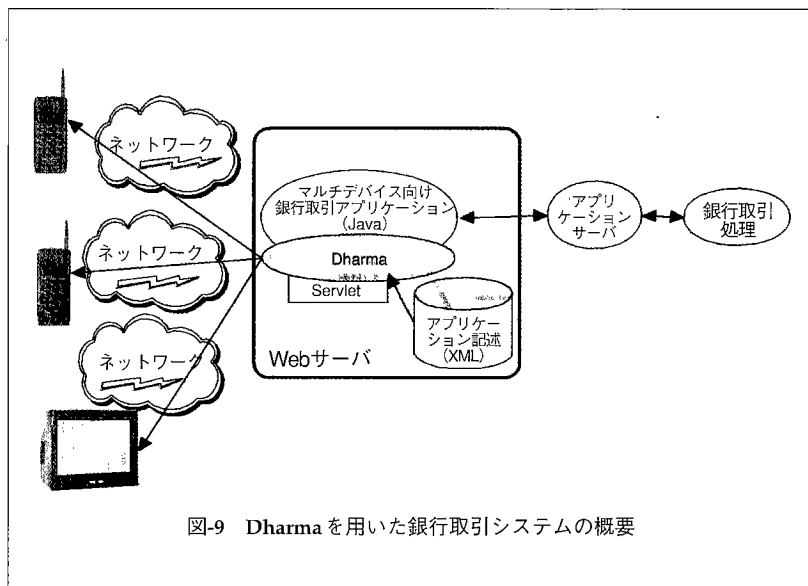 ネットワーク
ネットワーク
ネットワーク
マルチデバイス向け
銀行取引アプリケーション
(Java)
Dharma
Servlet
アプリケー
ション記述
(XML)
Webサーバ
アプリ
ケーション
サーバ
銀行取引
処理
図-9 Dharmaを用いた銀行取引システムの概要